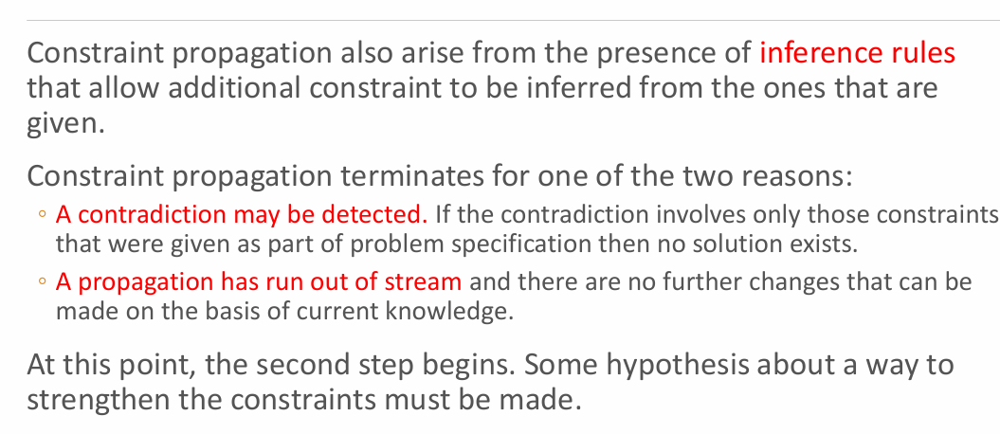 Constraint propagation also arise from the presence of inference rules
that allow additional constraint to be inferred from the ones that are
given.
Constraint propagation terminates for one of the two reasons:
◦ A contradiction may be detected. If the contradiction involves only those constraints
that were given as part of problem specification then no solution exists.
◦ A propagation has run out of stream and there are no further changes that can be
made on the basis of current knowledge.
At this point, the second step begins. Some hypothesis about a way to
strengthen the constraints must be made.